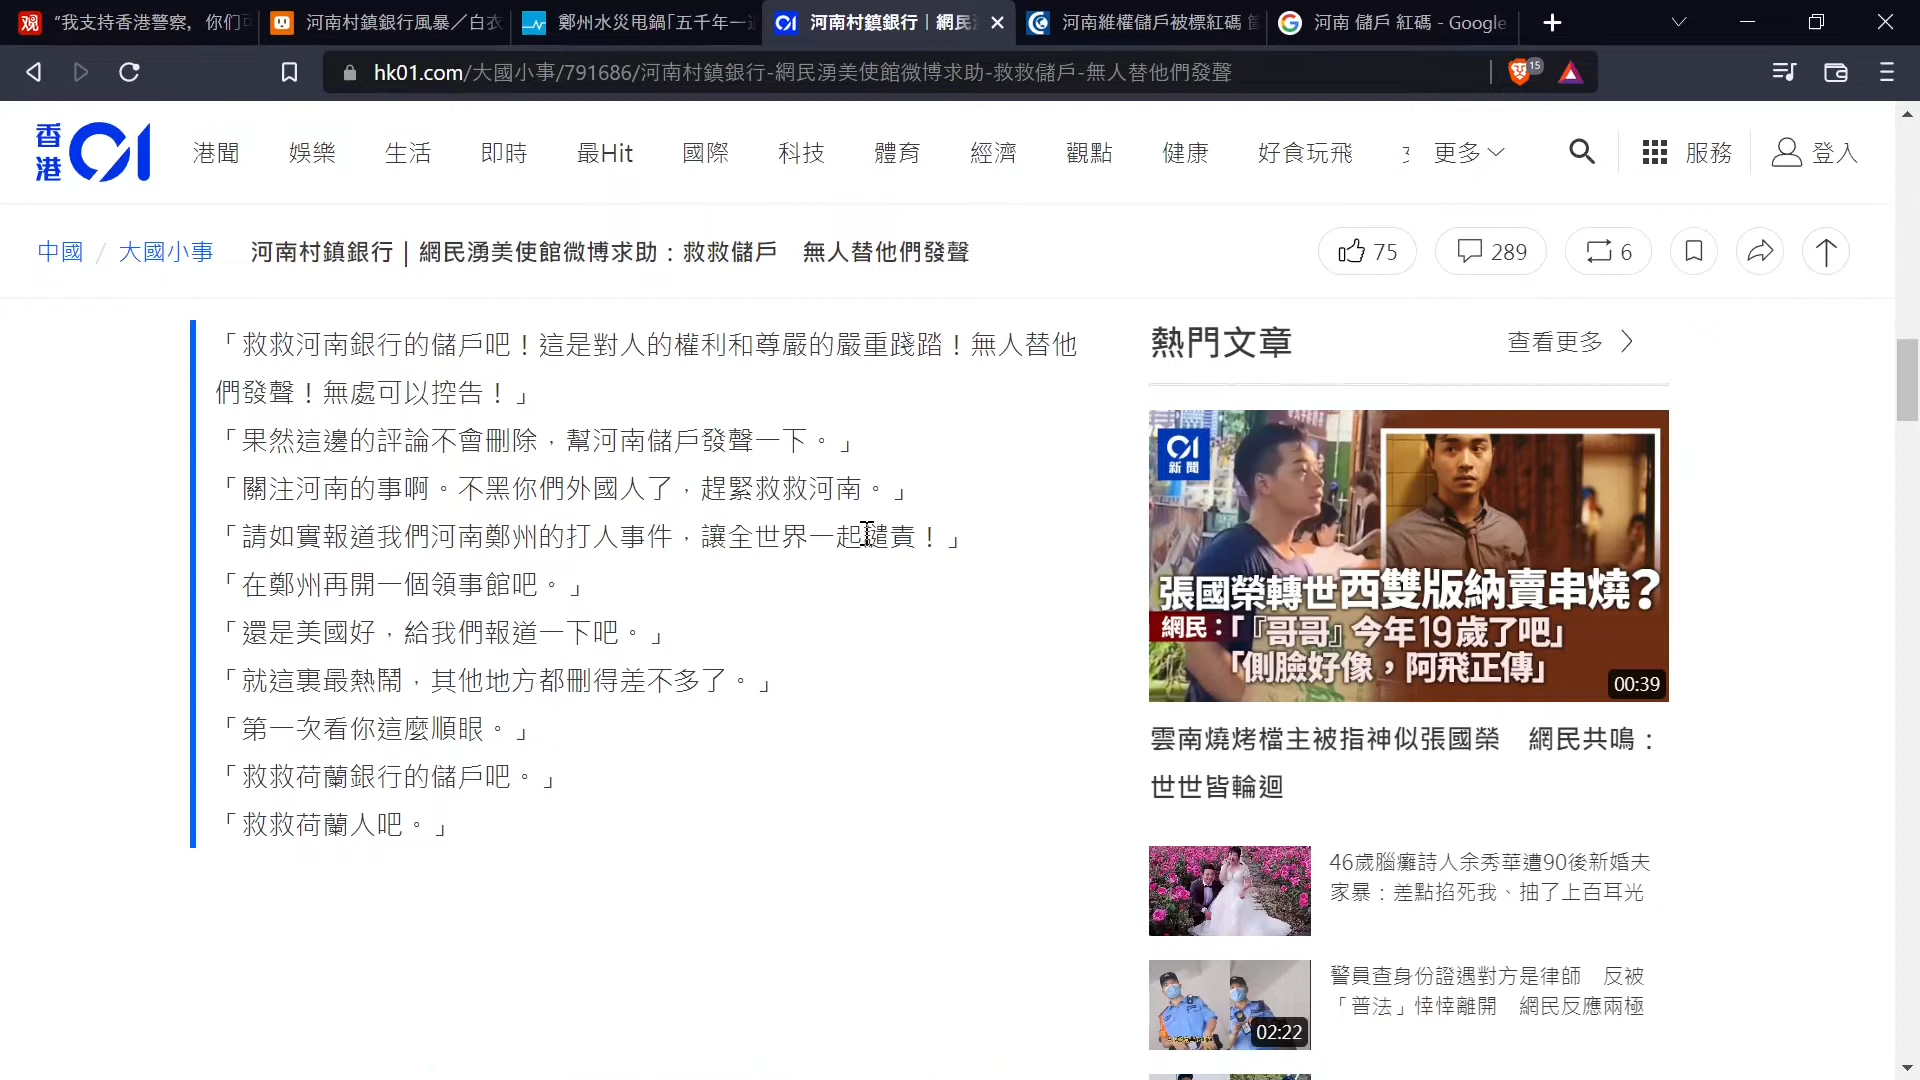 "我支持香港警察，你们可
河南村鎮銀行風暴／白衣
鄭州水災甩鍋｢五千年一
河南村鎮銀行｜網民
河南維權儲戶被標紅碼
河南 儲戶 紅碼 - Google
hk01.com/大國小事/791686/河南村鎮銀行-網民湧美使館微博求助-救救儲戶-無人替他們發聲
15
香港01
港聞 娛樂 生活 即時 最Hit 國際 科技 體育 經濟 觀點 健康 好食玩飛 更多 服務 登入
中國 / 大國小事 河南村鎮銀行｜網民湧美使館微博求助：救救儲戶　無人替他們發聲 75 289 6
「救救河南銀行的儲戶吧！這是對人的權利和尊嚴的嚴重踐踏！無人替他
們發聲！無處可以控告！」
「果然這邊的評論不會刪除，幫河南儲戶發聲一下。」
「關注河南的事啊。不黑你們外國人了，趕緊救救河南。」
「請如實報道我們河南鄭州的打人事件，讓全世界一起譴責！」
「在鄭州再開一個領事館吧。」
「還是美國好，給我們報道一下吧。」
「就這裏最熱鬧，其他地方都刪得差不多了。」
「第一次看你這麼順眼。」
「救救荷蘭銀行的儲戶吧。」
「救救荷蘭人吧。」
熱門文章 查看更多
01
新聞
張國榮轉世西雙版納賣串燒？
網民：「『哥哥』今年19歲了吧」
「側臉好像，阿飛正傳」
00:39
雲南燒烤檔主被指神似張國榮　網民共鳴：
世世皆輪迴
46歲腦癱詩人余秀華遭90後新婚夫
家暴：差點掐死我、抽了上百耳光
警員查身份證遇對方是律師　反被
「普法」悻悻離開　網民反應兩極
02:22